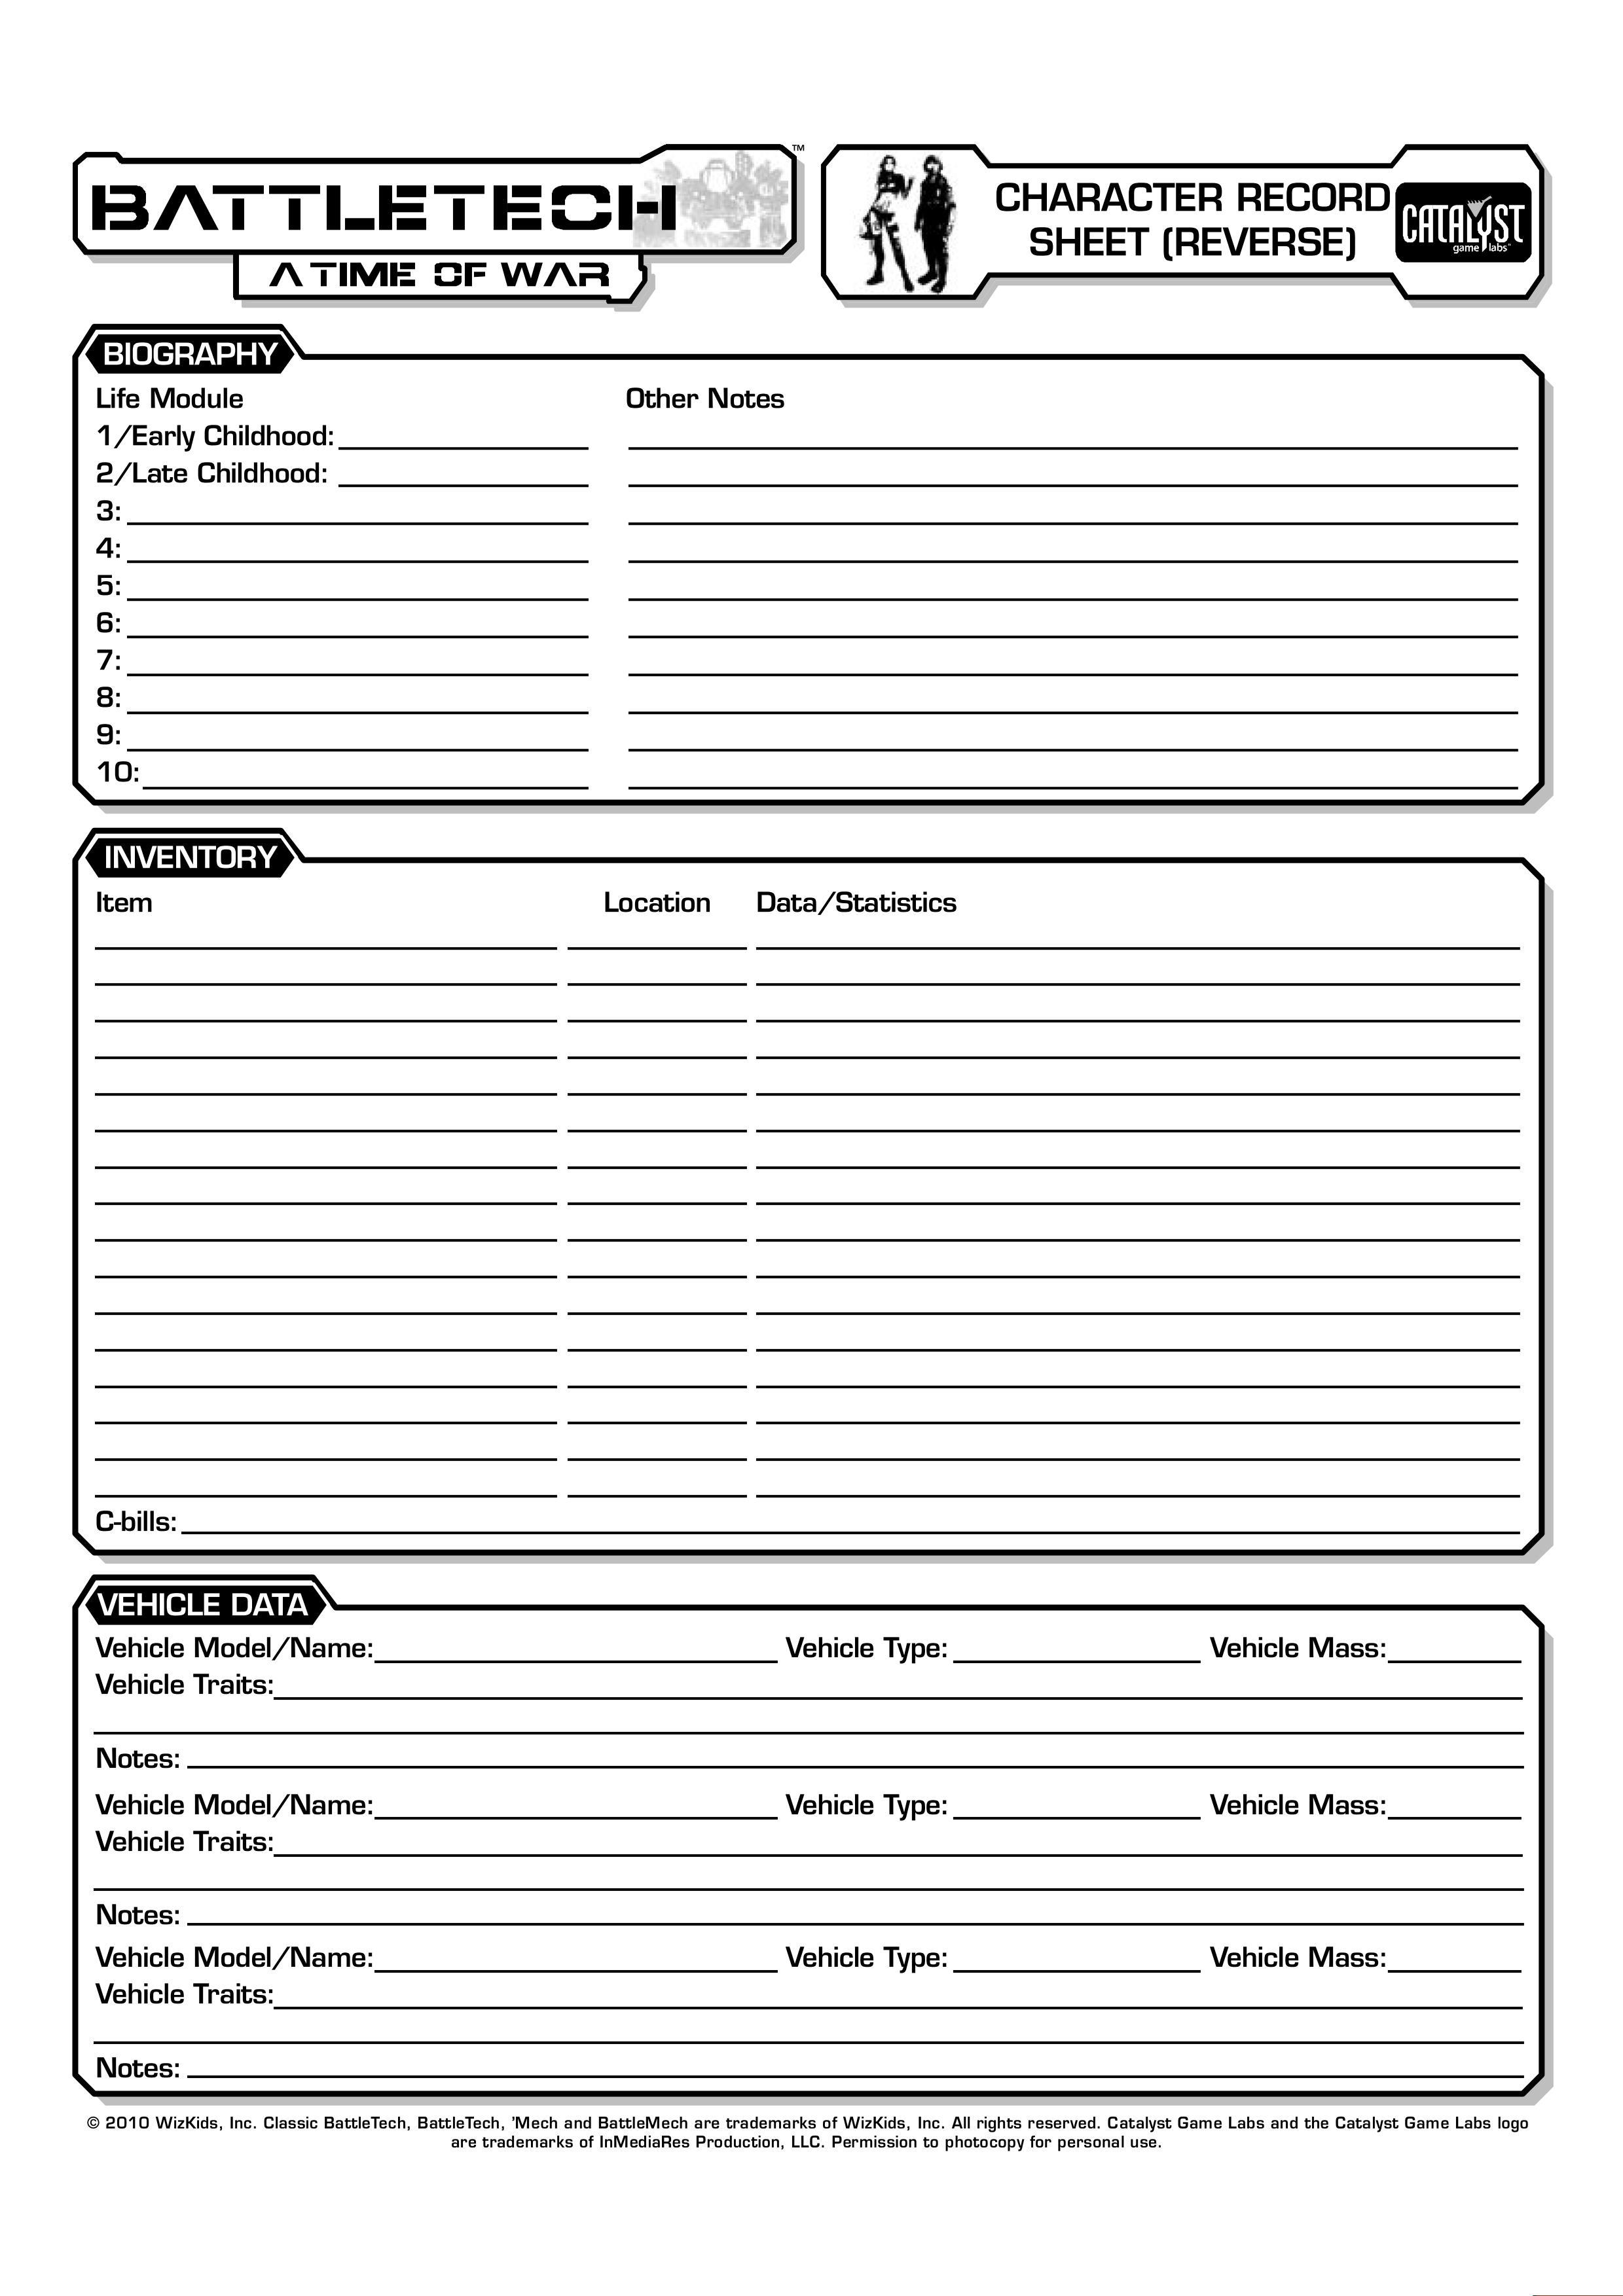 BATTLETECH ™
A TIME OF WAR
CHARACTER RECORD
SHEET (REVERSE)
CATALYST
game labs™
BIOGRAPHY
Life Module
Other Notes
1/Early Childhood:
2/Late Childhood:
3:
4:
5:
6:
7:
8:
9:
10:
INVENTORY
Item Location Data/Statistics
C-bills:
VEHICLE DATA
Vehicle Model/Name: Vehicle Type: Vehicle Mass:
Vehicle Traits:
Notes:
Vehicle Model/Name: Vehicle Type: Vehicle Mass:
Vehicle Traits:
Notes:
Vehicle Model/Name: Vehicle Type: Vehicle Mass:
Vehicle Traits:
Notes:
© 2010 WizKids, Inc. Classic BattleTech, BattleTech, 'Mech and BattleMech are trademarks of WizKids, Inc. All rights reserved. Catalyst Game Labs and the Catalyst Game Labs logo
are trademarks of InMediaRes Production, LLC. Permission to photocopy for personal use.